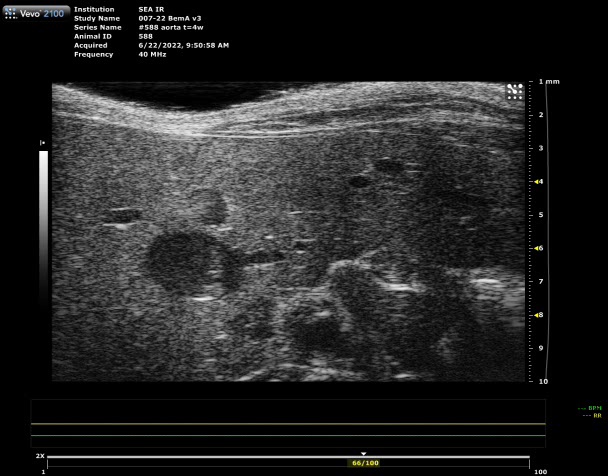 Vevo 2100
Institution SEA IR
Study Name 007-22 BemA v3
Series Name #588 aorta t=4w
Animal ID 588
Acquired 6/22/2022, 9:50:58 AM
Frequency 40 MHz
1 mm
2
3
4
5
6
7
8
9
10
--- BPM
--- RR
2X
66/100
1
100